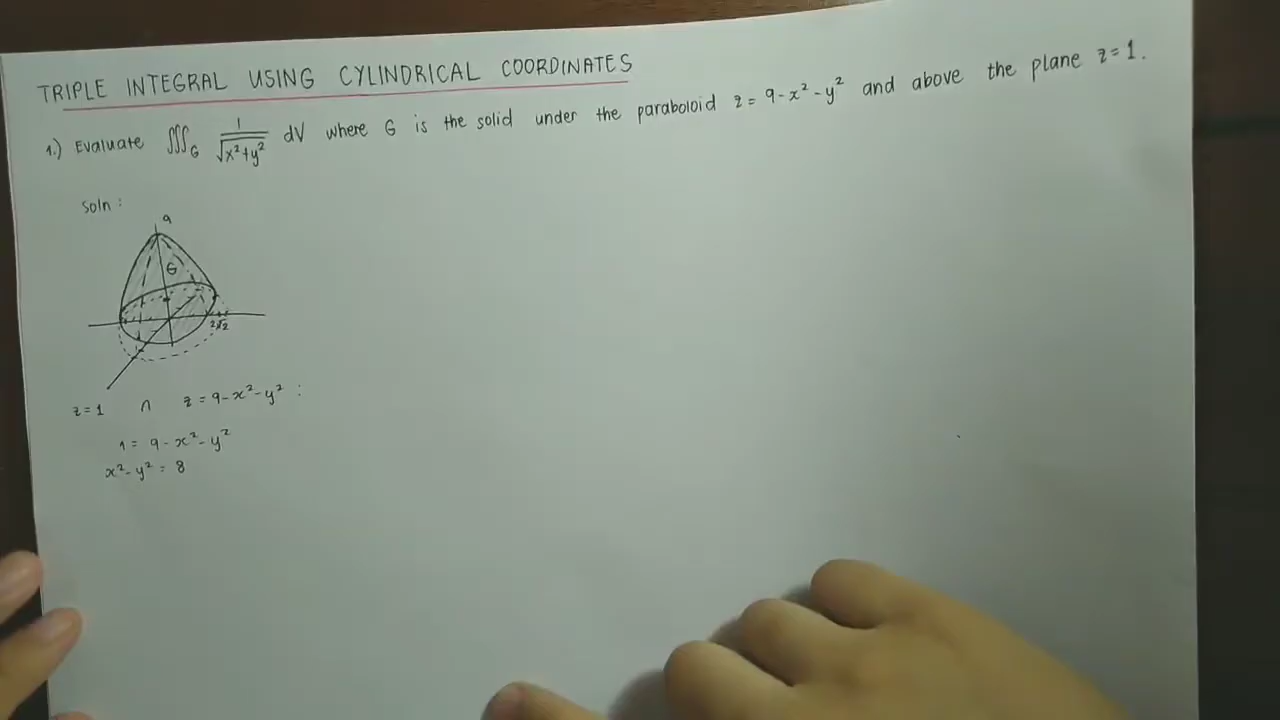 TRIPLE INTEGRAL USING CYLINDRICAL COORDINATES
1.) Evaluate ∭_G 1/√(x²+y²) dV where G is the solid under the paraboloid z = 9-x²-y² and above the plane z=1.
Soln :
9
G
2√2
z=1 ∩ z=9-x²-y² :
1= 9-x²-y²
x²-y² = 8